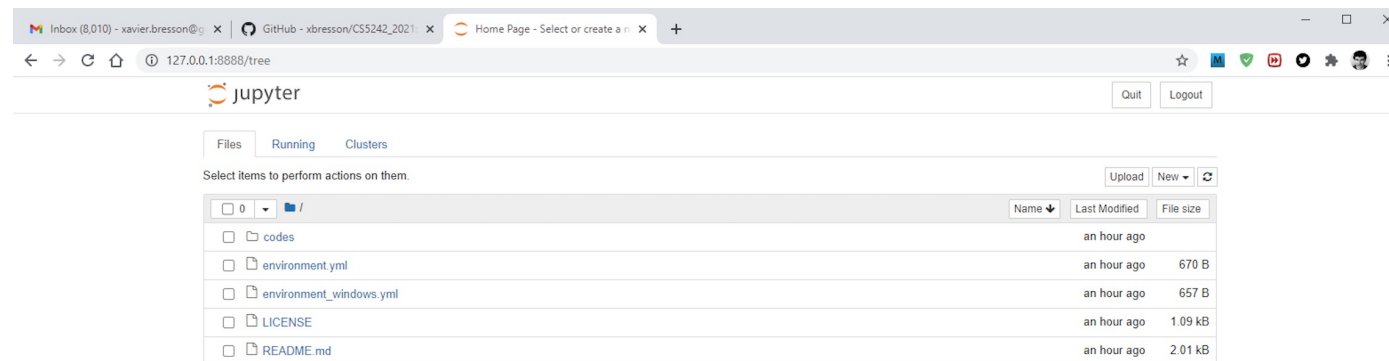 Inbox (8,010) - xavier.bresson@g GitHub - xbresson/CS5242_2021 Home Page - Select or create a n
127.0.0.1:8888/tree
jupyter Quit Logout
Files Running Clusters
Select items to perform actions on them. Upload New
0 / Name Last Modified File size
codes an hour ago
environment.yml an hour ago 670 B
environment_windows.yml an hour ago 657 B
LICENSE an hour ago 1.09 kB
README.md an hour ago 2.01 kB